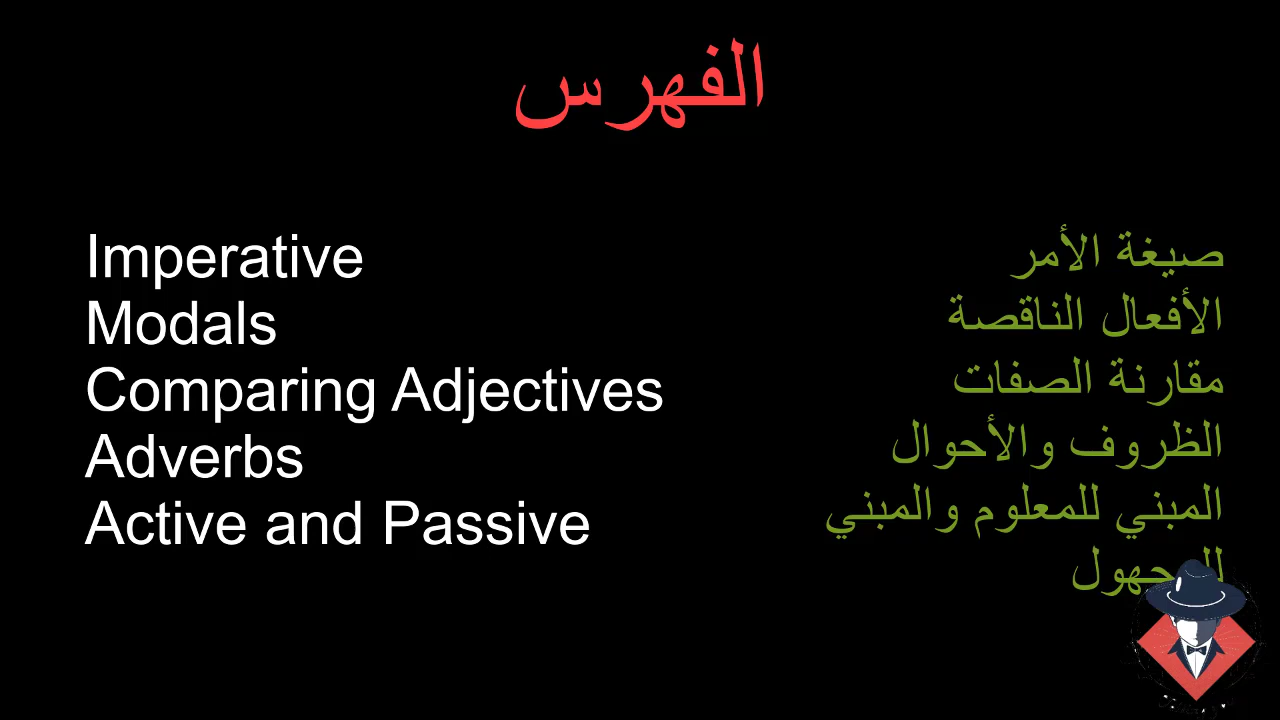 الفهرس
Imperative
صيغة الأمر
Modals
الأفعال الناقصة
Comparing Adjectives
مقارنة الصفات
Adverbs
الظروف والأحوال
Active and Passive
المبني للمعلوم والمبني
للمجهول